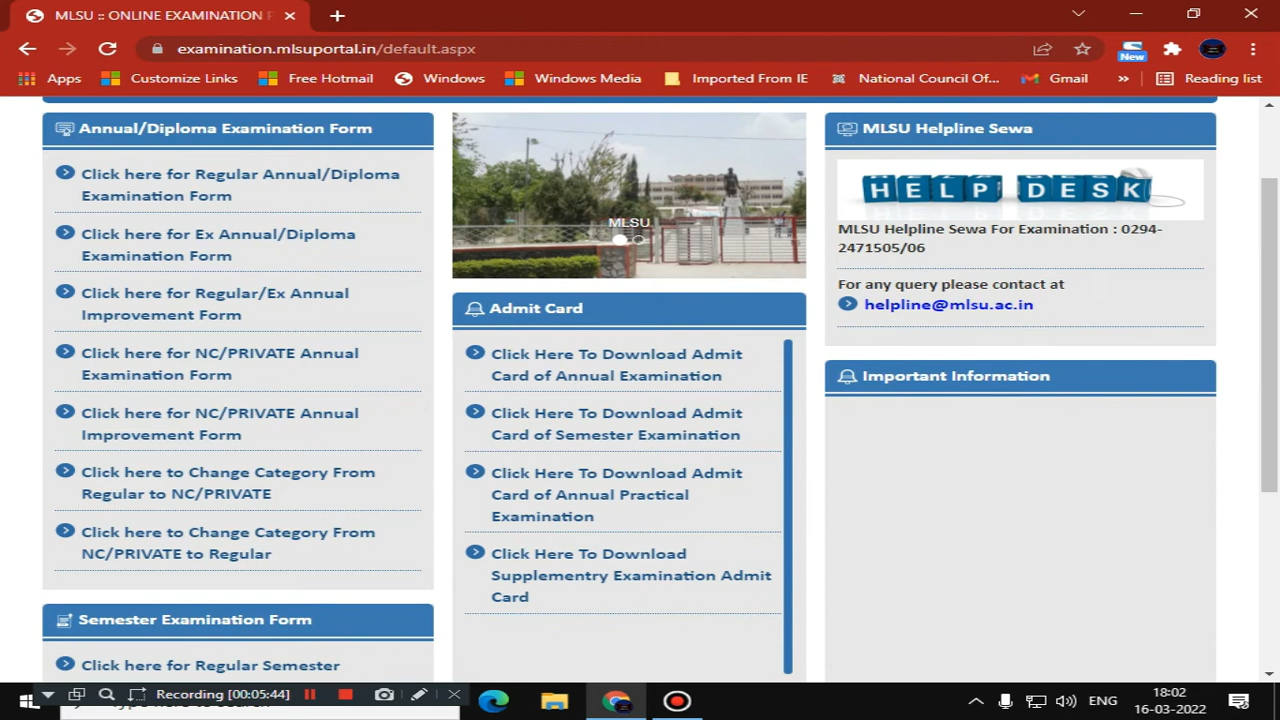 MLSU :: ONLINE EXAMINATION
examination.mlsuportal.in/default.aspx
New
Apps
Customize Links
Free Hotmail
Windows
Windows Media
Imported From IE
National Council Of...
Gmail
»
Reading list
Annual/Diploma Examination Form
Click here for Regular Annual/Diploma
Examination Form
Click here for Ex Annual/Diploma
Examination Form
Click here for Regular/Ex Annual
Improvement Form
Click here for NC/PRIVATE Annual
Examination Form
Click here for NC/PRIVATE Annual
Improvement Form
Click here to Change Category From
Regular to NC/PRIVATE
Click here to Change Category From
NC/PRIVATE to Regular
Semester Examination Form
Click here for Regular Semester
MLSU
Admit Card
Click Here To Download Admit
Card of Annual Examination
Click Here To Download Admit
Card of Semester Examination
Click Here To Download Admit
Card of Annual Practical
Examination
Click Here To Download
Supplementry Examination Admit
Card
MLSU Helpline Sewa
HELP DESK
MLSU Helpline Sewa For Examination : 0294-
2471505/06
For any query please contact at
helpline@mlsu.ac.in
Important Information
Recording [00:05:44]
ENG
18:02
16-03-2022